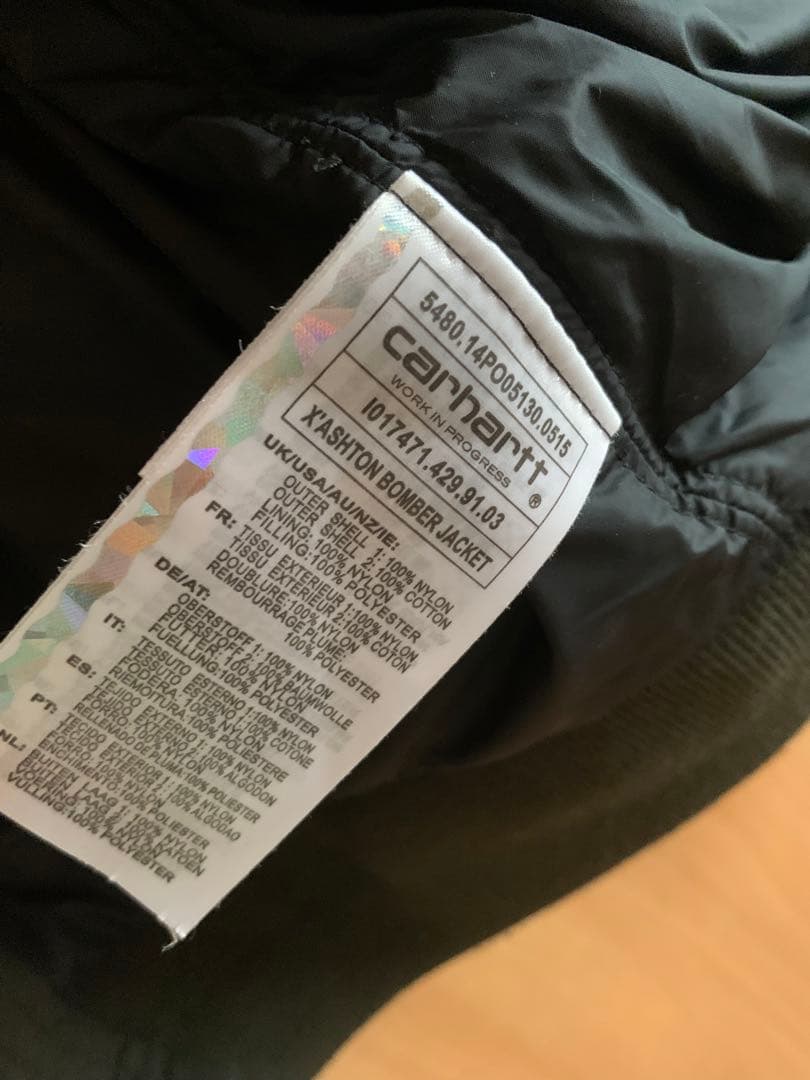 5480.14PO05130.0515
carhartt
WORK IN PROGRESS ®
I017471.429.91.03
X'ASHTON BOMBER JACKET
UK/USA/AU/NZ/IE:
OUTER SHELL 1:100% NYLON
OUTER SHELL 2:100% COTTON
LINING: 100% NYLON
FILLING:100% POLYESTER
FR: TISSU EXTERIEUR 1:100% NYLON
TISSU EXTERIEUR 2:100% COTON
DOUBLURE:100% NYLON
REMBOURRAGE PLUME:
100% POLYESTER
DE/AT:
OBERSTOFF 1: 100% NYLON
OBERSTOFF 2:100% BAUMWOLLE
FUTTER: 100% NYLON
FUELLUNG:100% POLYESTER
IT:
TESSUTO ESTERNO 1:100% NYLON
TESSUTO ESTERNO 2:100% COTONE
FODERA: 100% NYLON
100% POLIESTERE
ES:
TEJIDO EXTERNO 1:100% NYLON
TEJIDO EXTERNO 2:100% ALGODON
FORRO: 100% NYLON
RELLENADO DE PLUMA:100% POLIESTER
PT:
TECIDO EXTERIOR 1: 100% NYLON
TECIDO EXTERIOR 2: 100% ALGODAO
FORRO: 100% NYLON
ENCHIMENTO: 100% POLIESTER
NL:
BUITEN LAAG 1: 100% NYLON
BUITEN LAAG 2: 100% KATOEN
100% NYLON
VULLING:100% POLYESTER